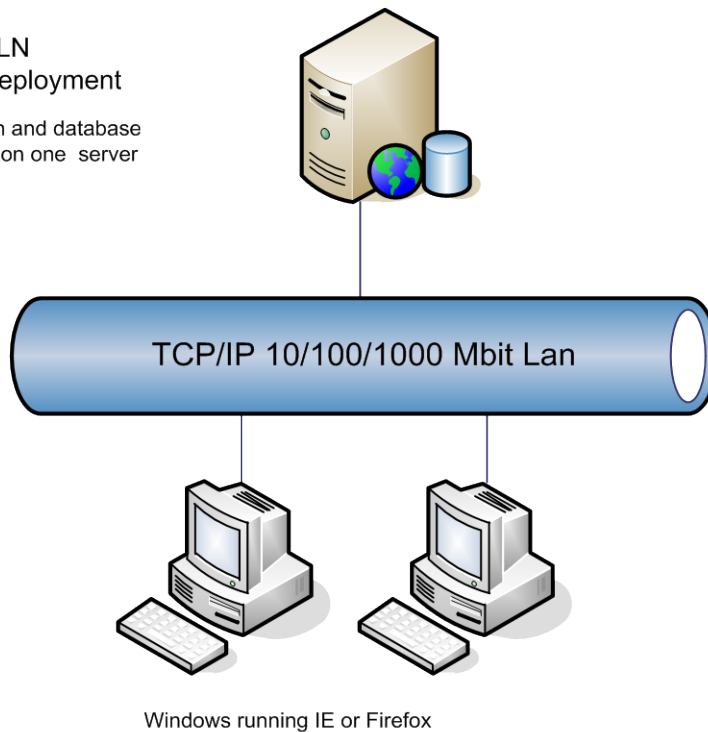 LN
eployment
n and database
on one server
TCP/IP 10/100/1000 Mbit Lan
Windows running IE or Firefox